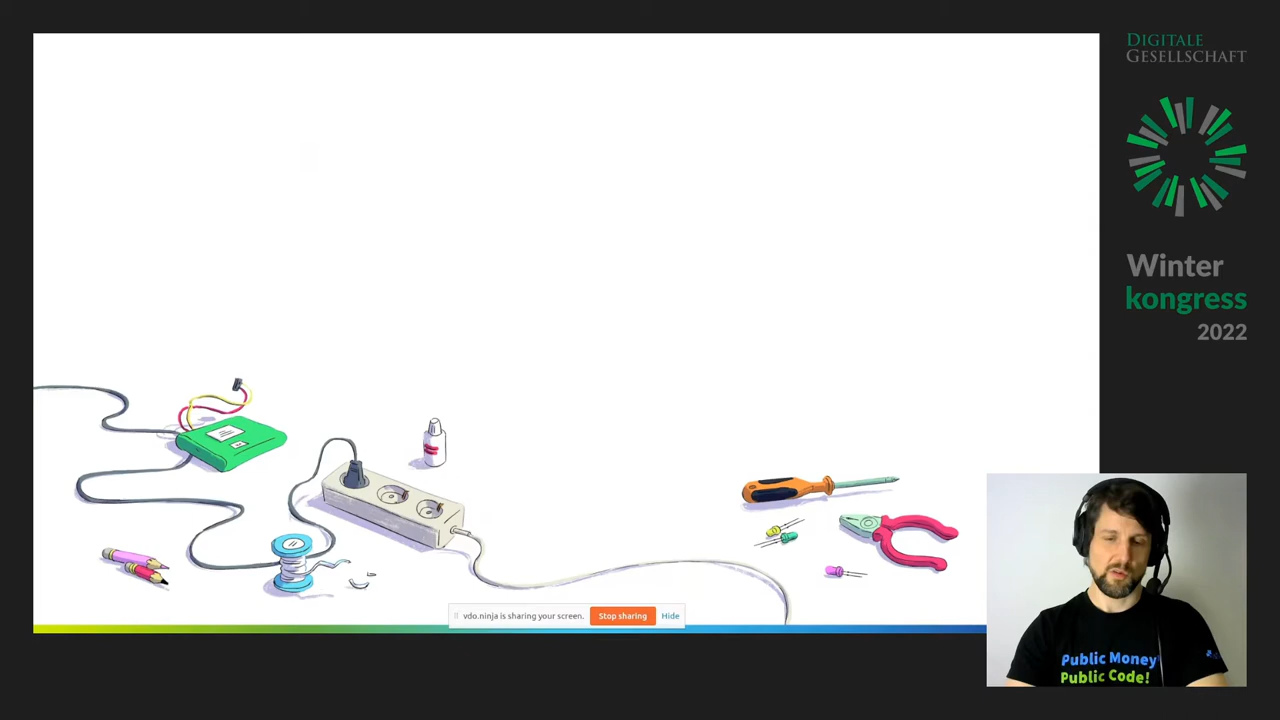 DIGITALE
GESELLSCHAFT
Winter
kongress
2022
vdo.ninja is sharing your screen.
Stop sharing
Hide
Public Money
Public Code!